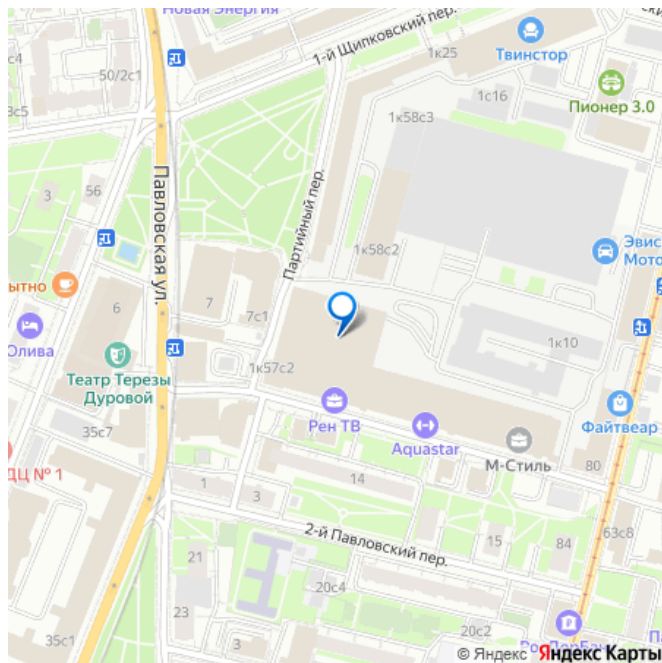 Новая Энергия
1-й Щипковский пер.
1к25
Твинстор
50/2с1
1с16
Пионер 3.0
1к58с3
56
3
Павловская ул.
Партийный пер.
1к58с2
Эвис
Мото
ытно
6
7
7с1
1к10
Олива
Театр Терезы
Дуровой
1к57с2
Рен ТВ
Aquastar
М-Стиль
Файтвеар
35с7
ДЦ № 1
80
1
3
14
2-й Павловский пер.
15
84
63с8
21
20с4
23
20с2
3
35с1
© Яндекс Яндекс Карты